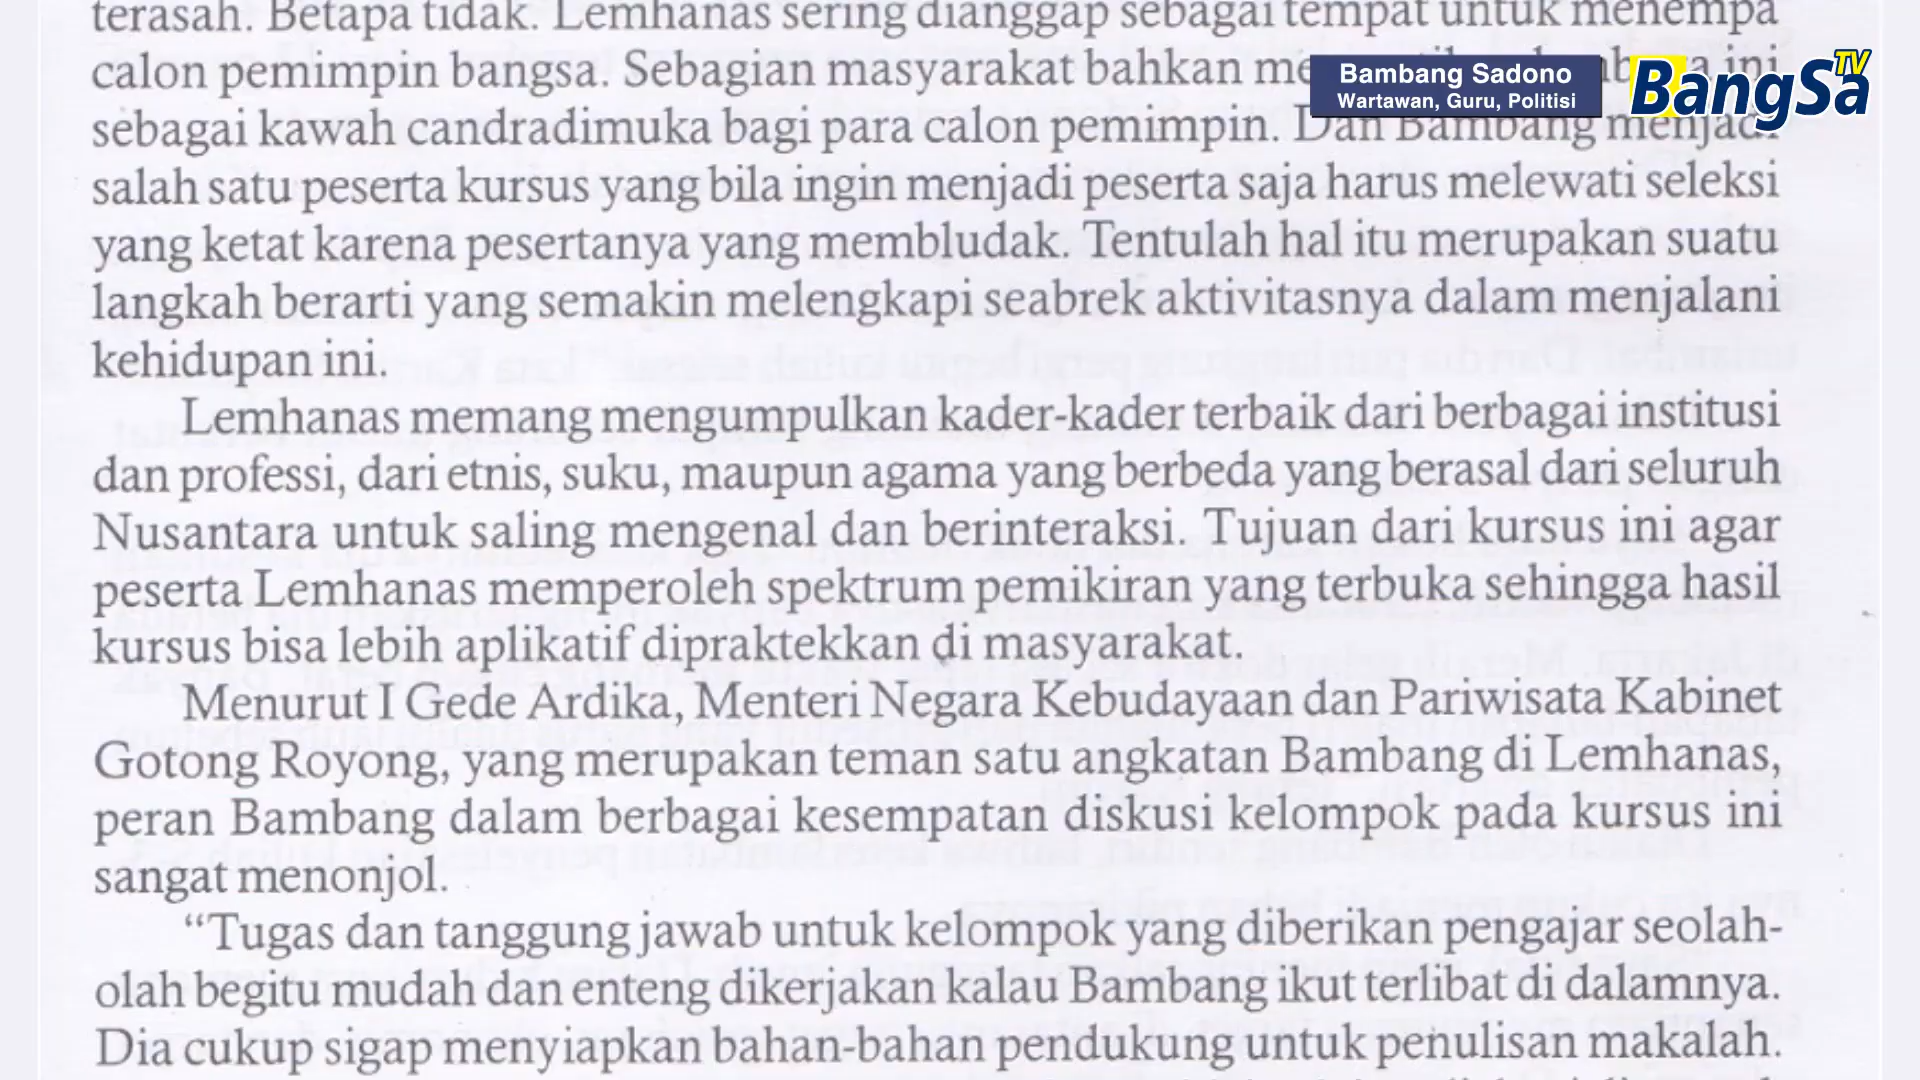 terasah. Betapa tidak. Lemhanas sering dianggap sebagai tempat untuk menempa
calon pemimpin bangsa. Sebagian masyarakat bahkan ini
sebagai kawah candradimuka bagi para calon pemimpin. Dan Bambang menjadi
salah satu peserta kursus yang bila ingin menjadi peserta saja harus melewati seleksi
yang ketat karena pesertanya yang membludak. Tentulah hal itu merupakan suatu
langkah berarti yang semakin melengkapi seabrek aktivitasnya dalam menjalani
kehidupan ini.
Lemhanas memang mengumpulkan kader-kader terbaik dari berbagai institusi
dan professi, dari etnis, suku, maupun agama yang berbeda yang berasal dari seluruh
Nusantara untuk saling mengenal dan berinteraksi. Tujuan dari kursus ini agar
peserta Lemhanas memperoleh spektrum pemikiran yang terbuka sehingga hasil
kursus bisa lebih aplikatif dipraktekkan di masyarakat.
Menurut I Gede Ardika, Menteri Negara Kebudayaan dan Pariwisata Kabinet
Gotong Royong, yang merupakan teman satu angkatan Bambang di Lemhanas,
peran Bambang dalam berbagai kesempatan diskusi kelompok pada kursus ini
sangat menonjol.
“Tugas dan tanggung jawab untuk kelompok yang diberikan pengajar seolah-
olah begitu mudah dan enteng dikerjakan kalau Bambang ikut terlibat di dalamnya.
Dia cukup sigap menyiapkan bahan-bahan pendukung untuk penulisan makalah.
Bambang Sadono
Wartawan, Guru, Politisi
BangSa TV